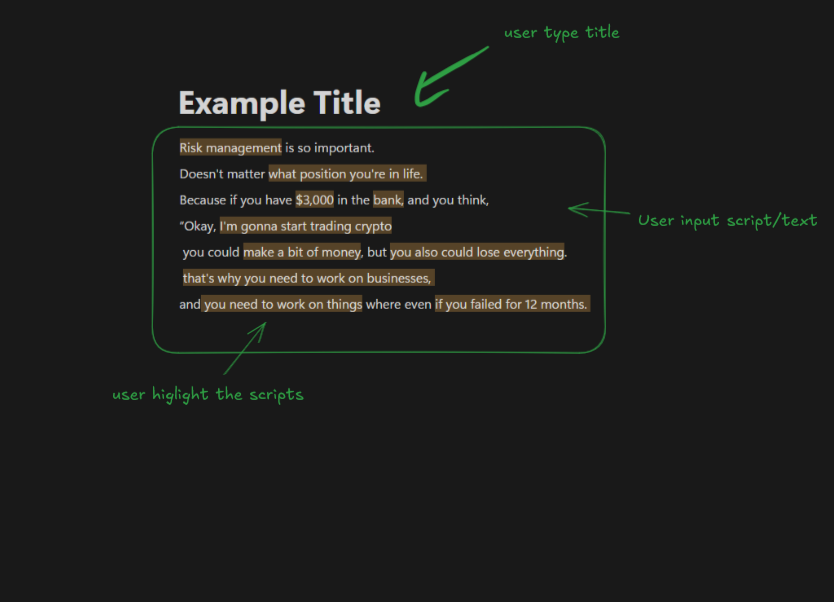 user type title
Example Title
Risk management is so important.
Doesn't matter what position you're in life.
Because if you have $3,000 in the bank, and you think,
User input script/text
"Okay, I'm gonna start trading crypto
you could make a bit of money, but you also could lose everything.
that's why you need to work on businesses,
and you need to work on things where even if you failed for 12 months.
user higlight the scripts